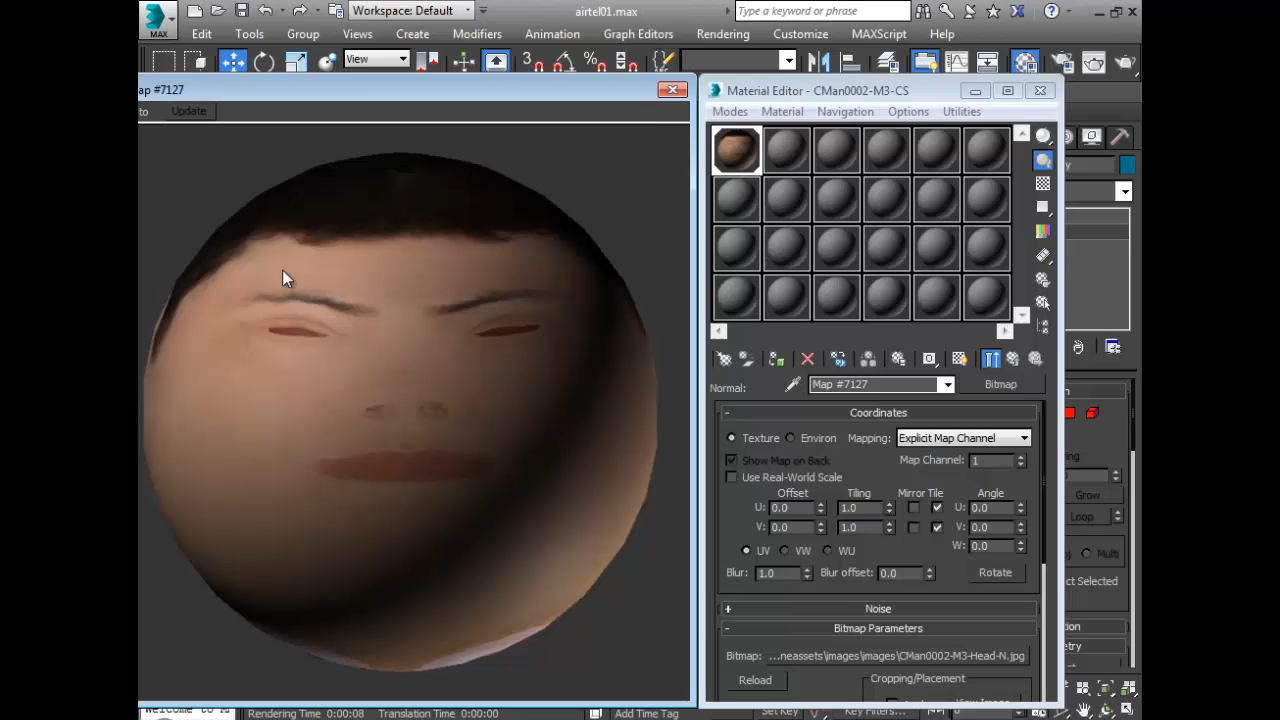 Workspace: Default
airtel01.max
Type a keyword or phrase
MAX
Edit Tools Group Views Create Modifiers Animation Graph Editors Rendering Customize MAXScript Help
View
ap #7127
Material Editor - CMan0002-M3-CS
to Update
Modes Material Navigation Options Utilities
Normal: Map #7127 Bitmap
Coordinates
Texture Environ Mapping: Explicit Map Channel
Show Map on Back Map Channel: 1
Use Real-World Scale
Offset Tiling Mirror Tile Angle
U: 0.0 1.0 U: 0.0
V: 0.0 1.0 V: 0.0
W: 0.0
UV VW WU
Blur: 1.0 Blur offset: 0.0 Rotate
Noise
Bitmap Parameters
Bitmap: ...neassets\images\images\CMan0002-M3-Head-N.jpg
Reload Cropping/Placement
Grow
Loop
Multi
ct Selected
Welcome to M
Rendering Time 0:00:08 Translation Time 0:00:00
Add Time Tag
Set Key
Key Filters...